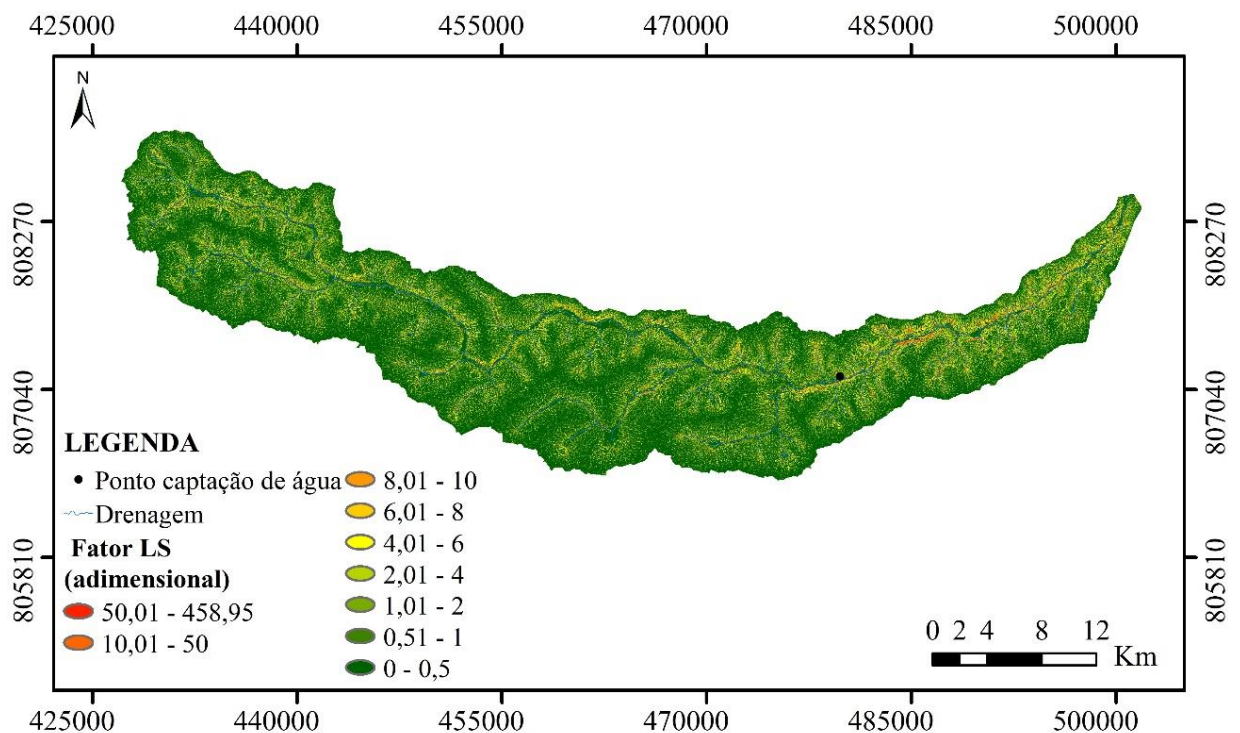 425000 440000 455000 470000 485000 500000
N
808270 808270
807040 807040
805810 805810
LEGENDA
Ponto captação de água
Drenagem
Fator LS
(adimensional)
50,01 - 458,95
10,01 - 50
8,01 - 10
6,01 - 8
4,01 - 6
2,01 - 4
1,01 - 2
0,51 - 1
0 - 0,5
0 2 4 8 12
Km
425000 440000 455000 470000 485000 500000